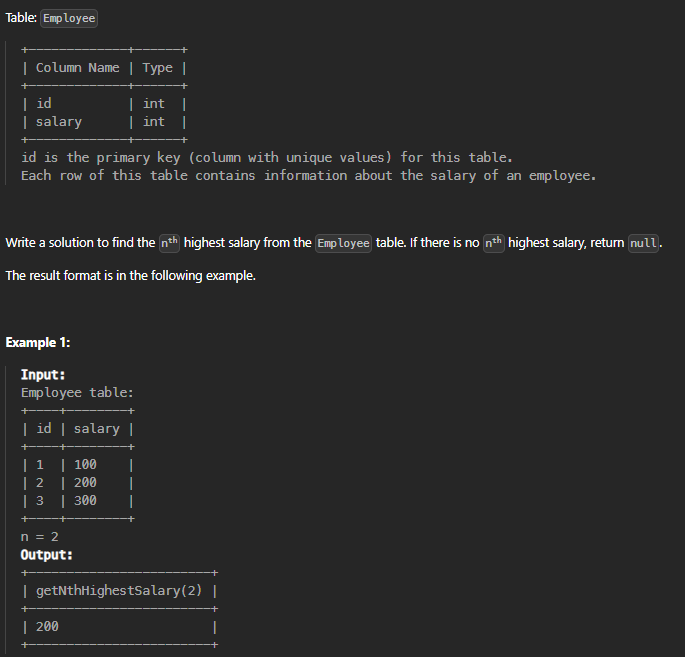 Table: Employee
+-------------+------+
| Column Name | Type |
+-------------+------+
| id          | int  |
| salary      | int  |
+-------------+------+
id is the primary key (column with unique values) for this table.
Each row of this table contains information about the salary of an employee.
Write a solution to find the nth highest salary from the Employee table. If there is no nth highest salary, return null.
The result format is in the following example.
Example 1:
Input:
Employee table:
+----+--------+
| id | salary |
+----+--------+
| 1  | 100    |
| 2  | 200    |
| 3  | 300    |
+----+--------+
n = 2
Output:
+------------------------+
| getNthHighestSalary(2) |
+------------------------+
| 200                    |
+------------------------+